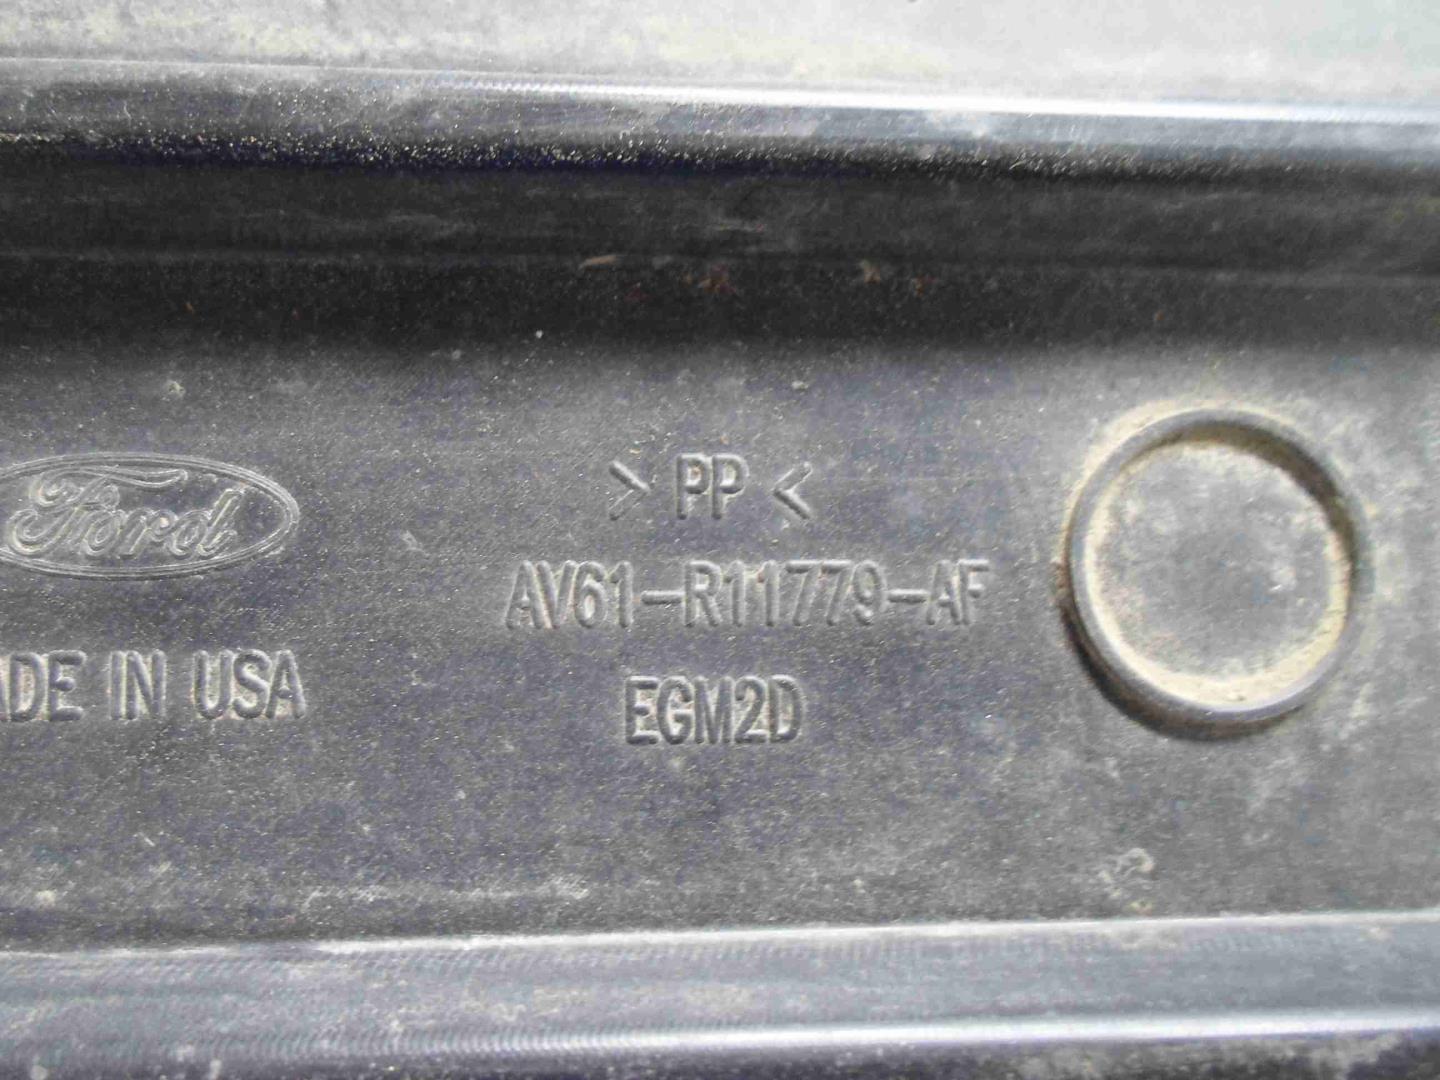 > PP <
Ford
AV61-R11779-AF
ADE IN USA
EGM2D